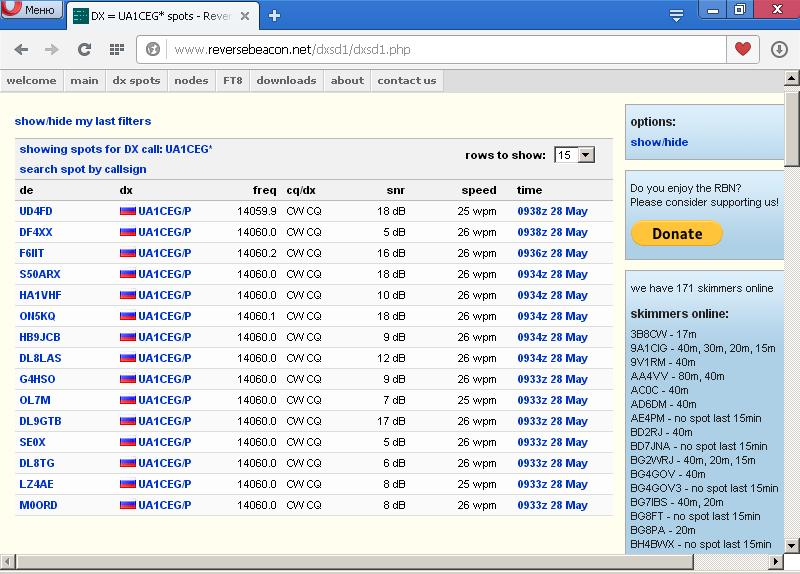 Меню
DX = UA1CEG* spots - Rever
www.reversebeacon.net/dxsd1/dxsd1.php
welcome main dx spots nodes FT8 downloads about contact us
show/hide my last filters
showing spots for DX call: UA1CEG*
search spot by callsign
rows to show: 15
de dx freq cq/dx snr speed time
UD4FD UA1CEG/P 14059.9 CW CQ 18 dB 25 wpm 0938z 28 May
DF4XX UA1CEG/P 14060.0 CW CQ 5 dB 26 wpm 0938z 28 May
F6IIT UA1CEG/P 14060.2 CW CQ 16 dB 26 wpm 0936z 28 May
S50ARX UA1CEG/P 14060.0 CW CQ 18 dB 26 wpm 0934z 28 May
HA1VHF UA1CEG/P 14060.0 CW CQ 10 dB 26 wpm 0934z 28 May
ON5KQ UA1CEG/P 14060.1 CW CQ 18 dB 26 wpm 0934z 28 May
HB9JCB UA1CEG/P 14060.0 CW CQ 9 dB 26 wpm 0934z 28 May
DL8LAS UA1CEG/P 14060.0 CW CQ 12 dB 26 wpm 0934z 28 May
G4HSO UA1CEG/P 14060.0 CW CQ 9 dB 26 wpm 0933z 28 May
OL7M UA1CEG/P 14060.0 CW CQ 7 dB 25 wpm 0933z 28 May
DL9GTB UA1CEG/P 14060.0 CW CQ 17 dB 26 wpm 0933z 28 May
SE0X UA1CEG/P 14060.0 CW CQ 5 dB 26 wpm 0933z 28 May
DL8TG UA1CEG/P 14060.0 CW CQ 6 dB 26 wpm 0933z 28 May
LZ4AE UA1CEG/P 14060.0 CW CQ 8 dB 25 wpm 0933z 28 May
M0ORD UA1CEG/P 14060.0 CW CQ 8 dB 26 wpm 0933z 28 May
options:
show/hide
Do you enjoy the RBN?
Please consider supporting us!
Donate
we have 171 skimmers online
skimmers online:
3B8CW - 17m
9A1CIG - 40m, 30m, 20m, 15m
9V1RM - 40m
AA4VV - 80m, 40m
AC0C - 40m
AD6DM - 40m
AE4PM - no spot last 15min
BD2RJ - 40m
BD7JNA - no spot last 15min
BG2WRJ - 40m, 20m, 15m
BG4GOV - 40m
BG4GOV3 - no spot last 15min
BG7IBS - 40m, 20m
BG8FT - no spot last 15min
BG8PA - 20m
BH4BWX - no spot last 15min